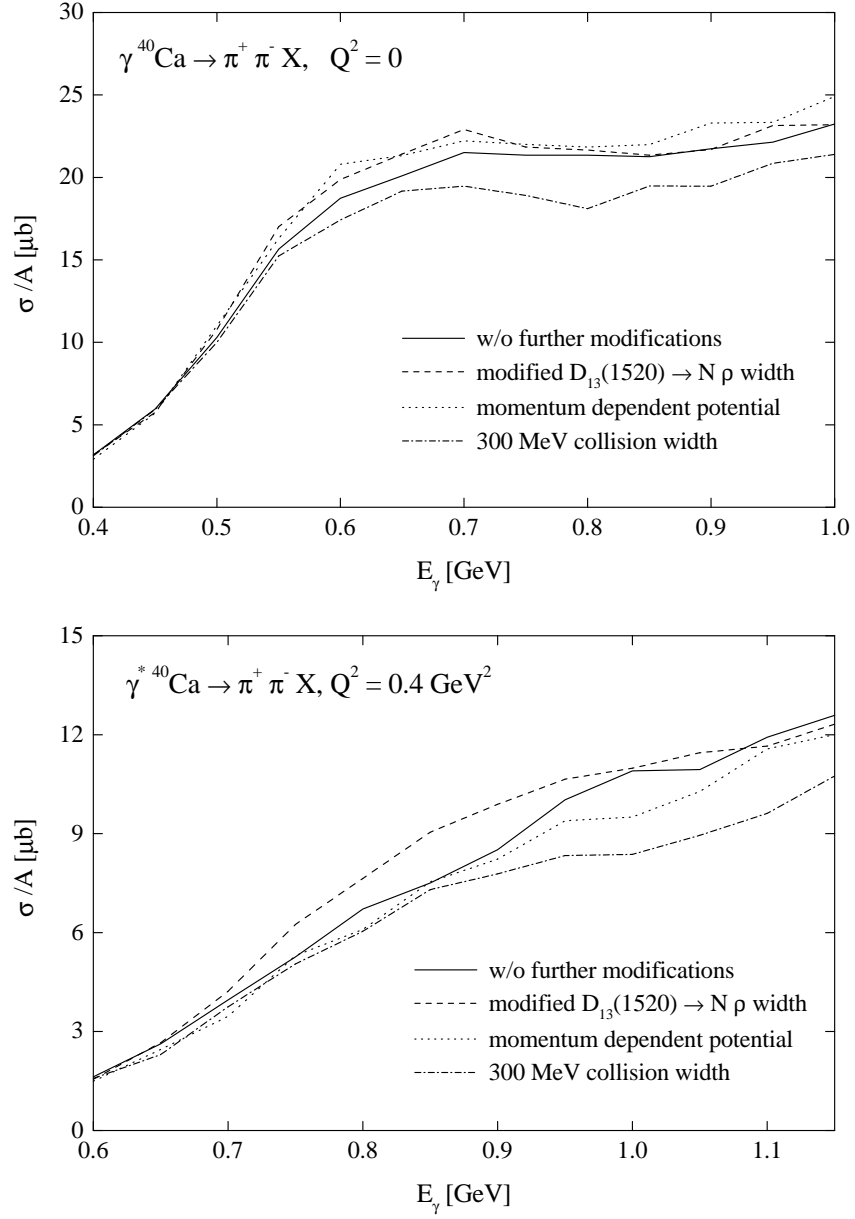 γ ⁴⁰Ca → π⁺ π⁻ X, Q² = 0
30
25
20
15
10
5
0
σ /A [μb]
w/o further modifications
modified D₁₃(1520) → N ρ width
momentum dependent potential
300 MeV collision width
0.4 0.5 0.6 0.7 0.8 0.9 1.0
E_γ [GeV]
γ* ⁴⁰Ca → π⁺ π⁻ X, Q² = 0.4 GeV²
15
12
9
6
3
0
σ /A [μb]
w/o further modifications
modified D₁₃(1520) → N ρ width
momentum dependent potential
300 MeV collision width
0.6 0.7 0.8 0.9 1.0 1.1
E_γ [GeV]